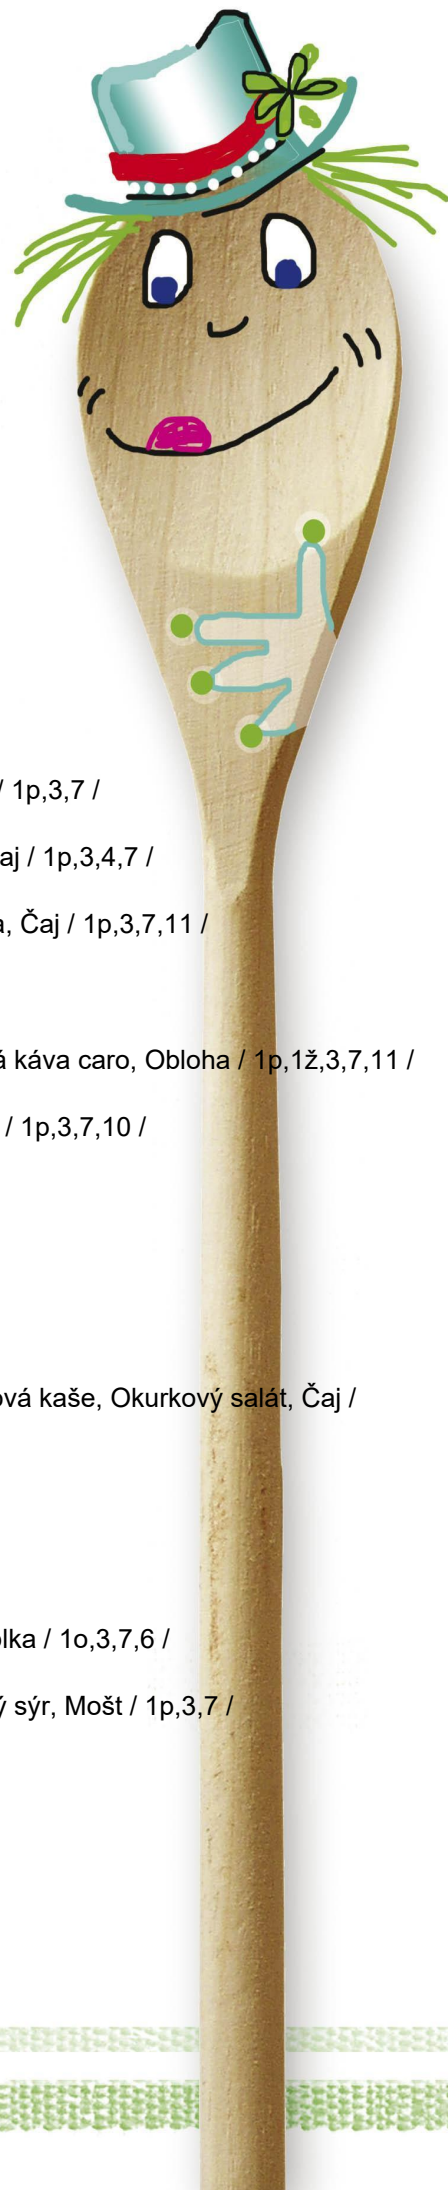 / 1p,3,7 /
aj / 1p,3,4,7 /
a, Čaj / 1p,3,7,11 /
á káva caro, Obloha / 1p,1ž,3,7,11 /
/ 1p,3,7,10 /
ová kaše, Okurkový salát, Čaj /
olka / 1o,3,7,6 /
ý sýr, Mošt / 1p,3,7 /